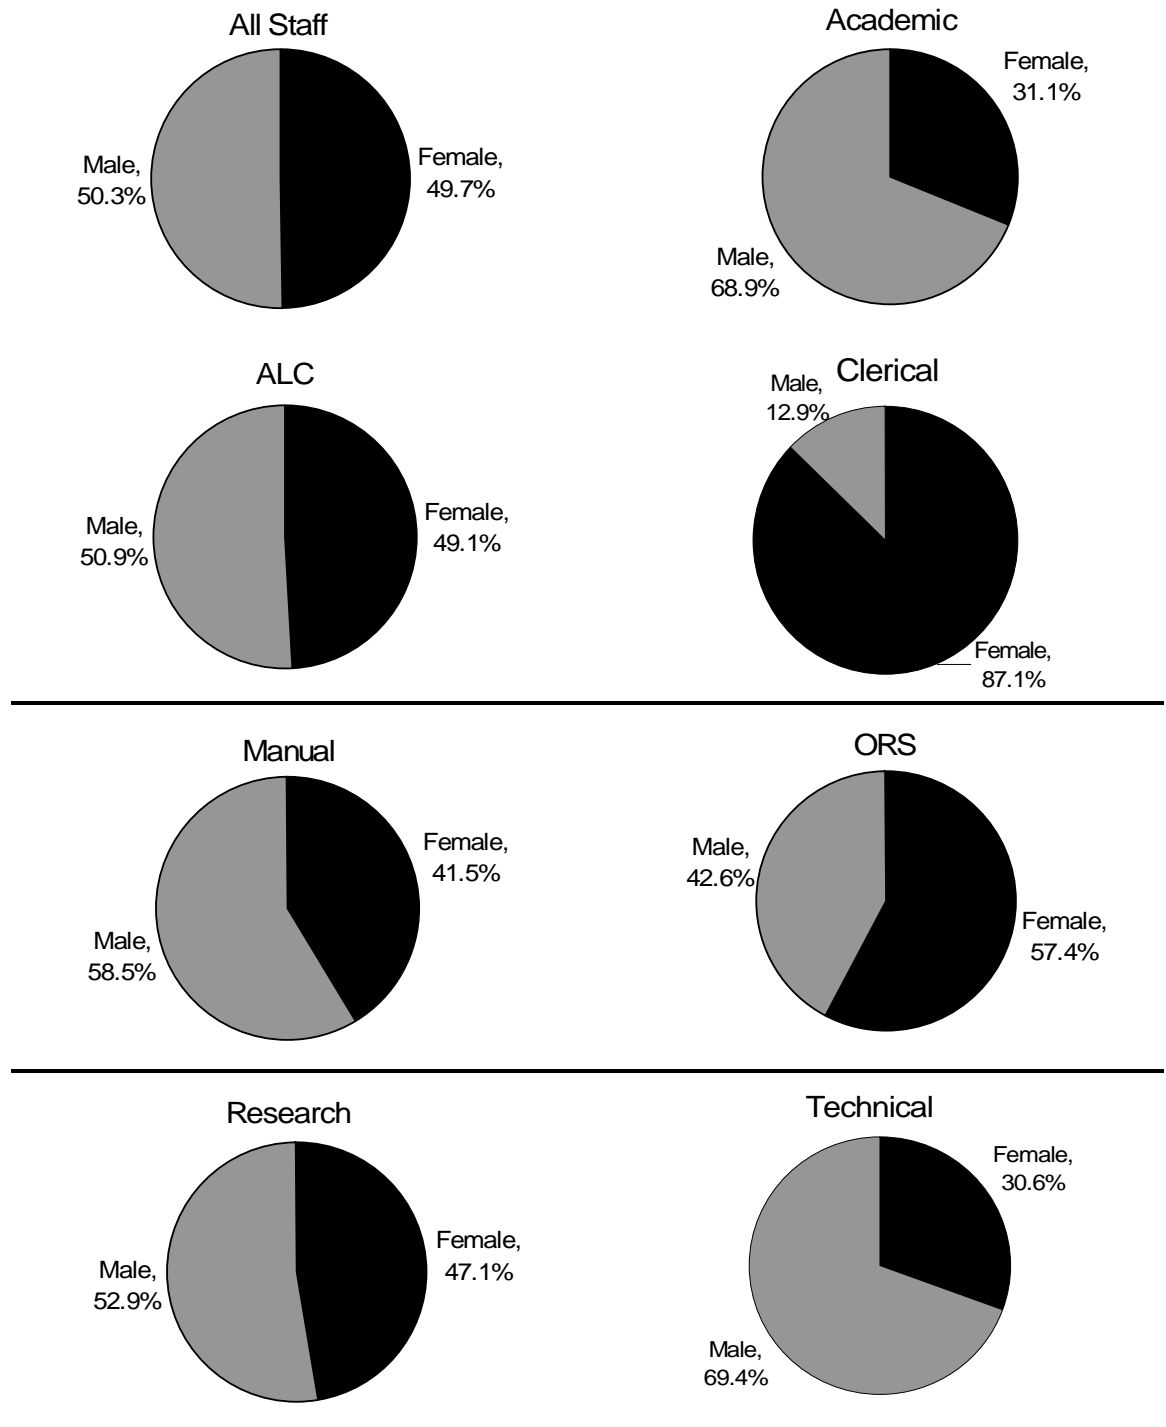 All Staff
Male,
50.3%
Female,
49.7%
Academic
Female,
31.1%
Male,
68.9%
ALC
Male,
50.9%
Female,
49.1%
Clerical
Male,
12.9%
Female,
87.1%
Manual
Female,
41.5%
Male,
58.5%
ORS
Male,
42.6%
Female,
57.4%
Research
Female,
47.1%
Male,
52.9%
Technical
Female,
30.6%
Male,
69.4%